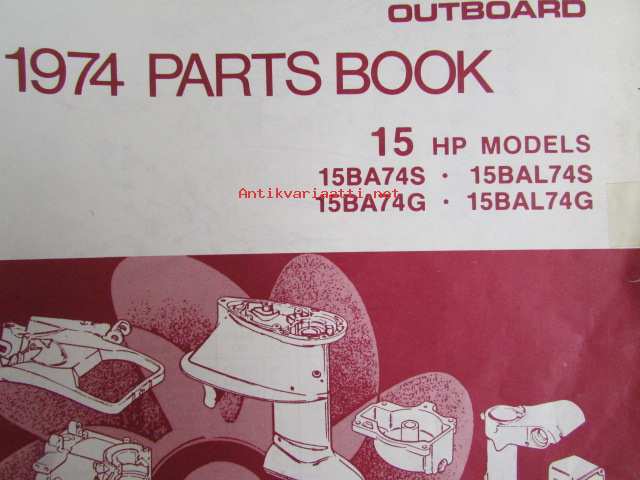 OUTBOARD
1974 PARTS BOOK
15 HP MODELS
15BA74S · 15BAL74S
Antikvariaatti.net
15BA74G · 15BAL74G